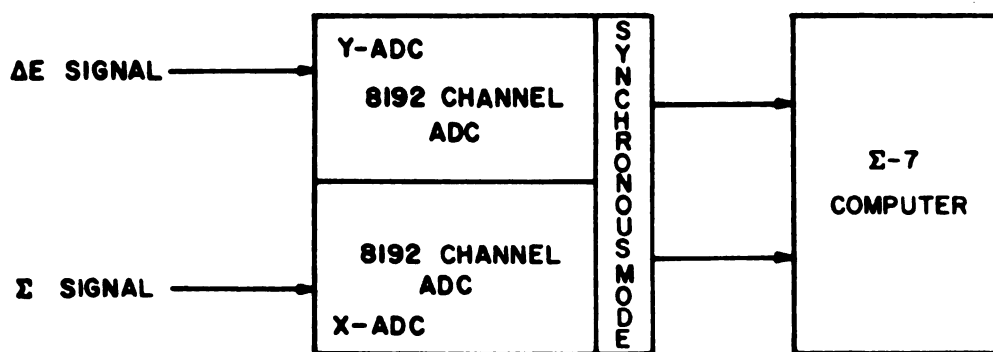 ΔE SIGNAL
Y-ADC
8192 CHANNEL
ADC
Σ SIGNAL
8192 CHANNEL
ADC
X-ADC
SYNCHRONOUS MODE
Σ-7
COMPUTER